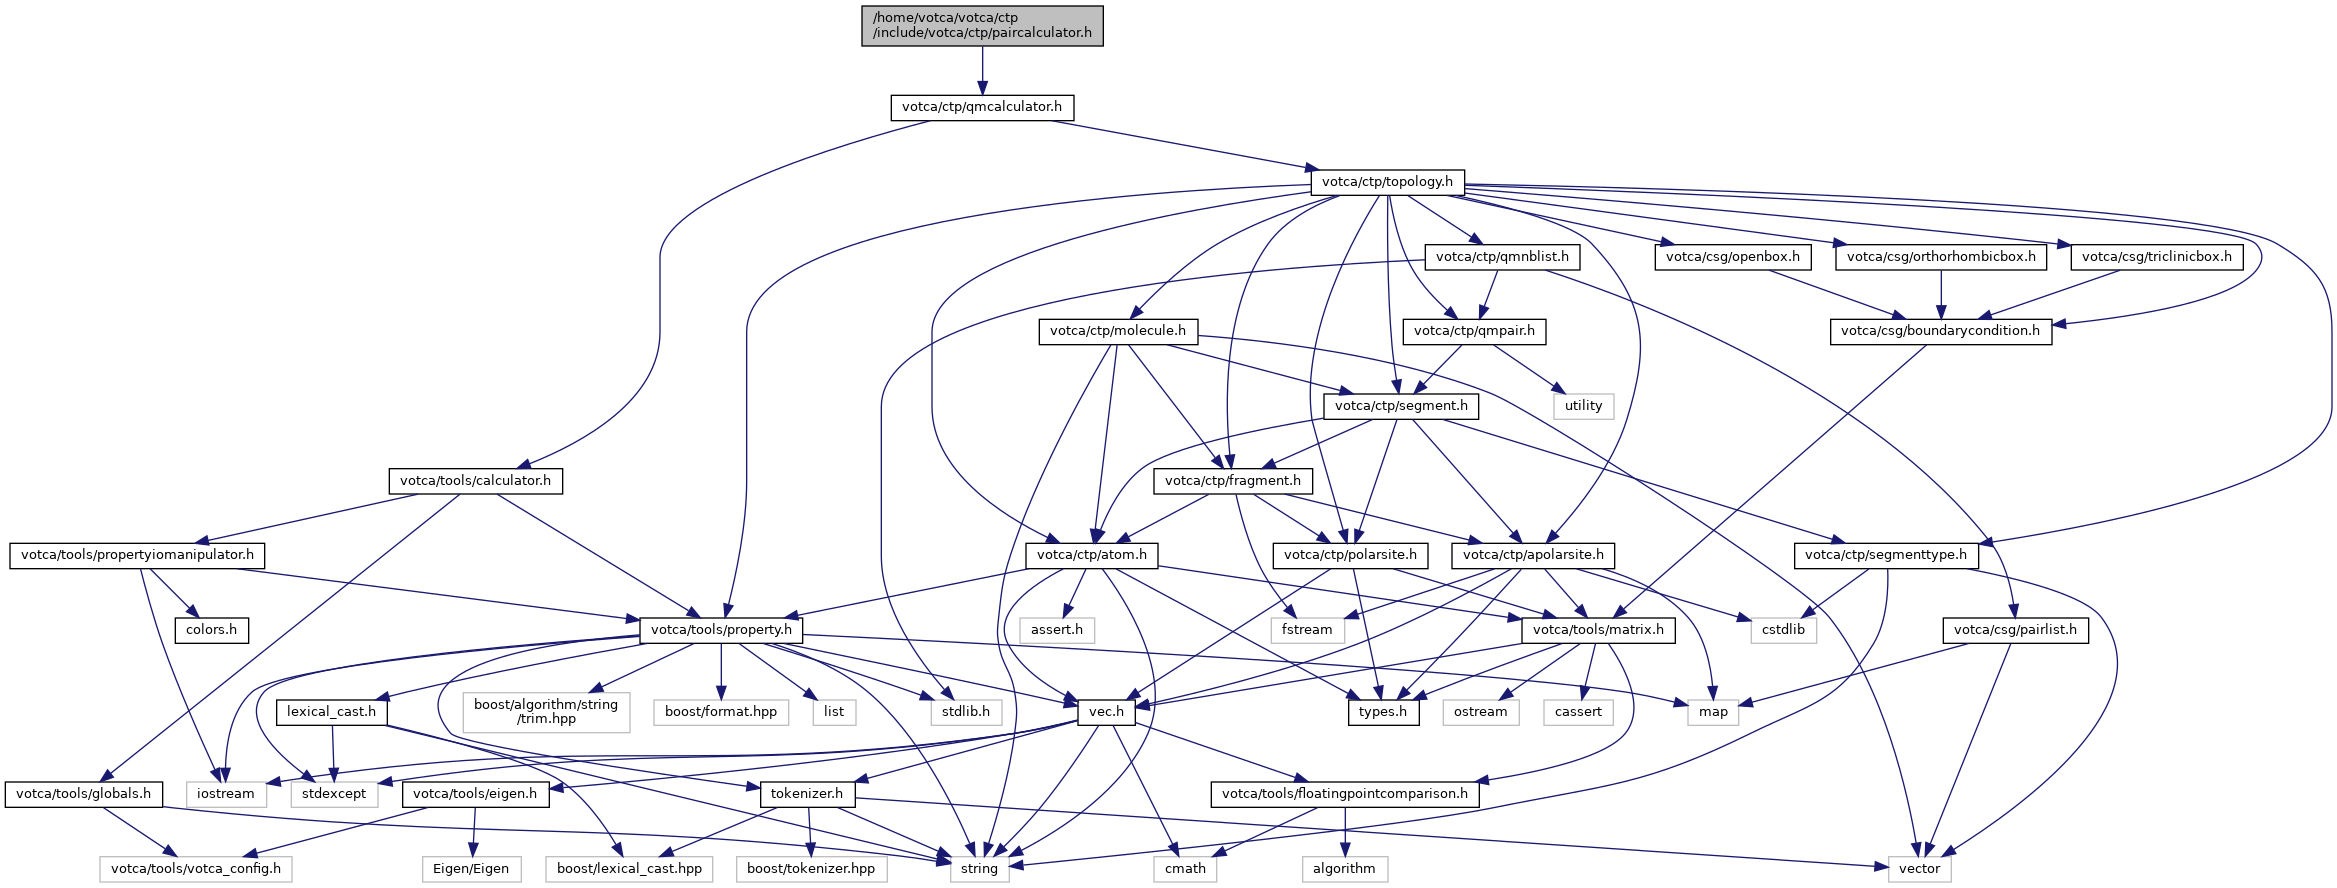 /home/votca/votca/ctp
/include/votca/ctp/paircalculator.h
votca/ctp/qmcalculator.h
votca/ctp/topology.h
votca/ctp/qmnblist.h
votca/csg/openbox.h
votca/csg/orthorhombicbox.h
votca/csg/triclinicbox.h
votca/ctp/molecule.h
votca/ctp/qmpair.h
votca/csg/boundarycondition.h
votca/ctp/segment.h
utility
votca/tools/calculator.h
votca/ctp/fragment.h
votca/tools/propertyiomanipulator.h
votca/ctp/atom.h
votca/ctp/polarsite.h
votca/ctp/apolarsite.h
votca/ctp/segmenttype.h
colors.h
votca/tools/property.h
assert.h
fstream
votca/tools/matrix.h
cstdlib
votca/csg/pairlist.h
lexical_cast.h
boost/algorithm/string
/trim.hpp
boost/format.hpp
list
stdlib.h
vec.h
types.h
ostream
cassert
map
votca/tools/globals.h
iostream
stdexcept
votca/tools/eigen.h
tokenizer.h
votca/tools/floatingpointcomparison.h
votca/tools/votca_config.h
Eigen/Eigen
boost/lexical_cast.hpp
boost/tokenizer.hpp
string
cmath
algorithm
vector